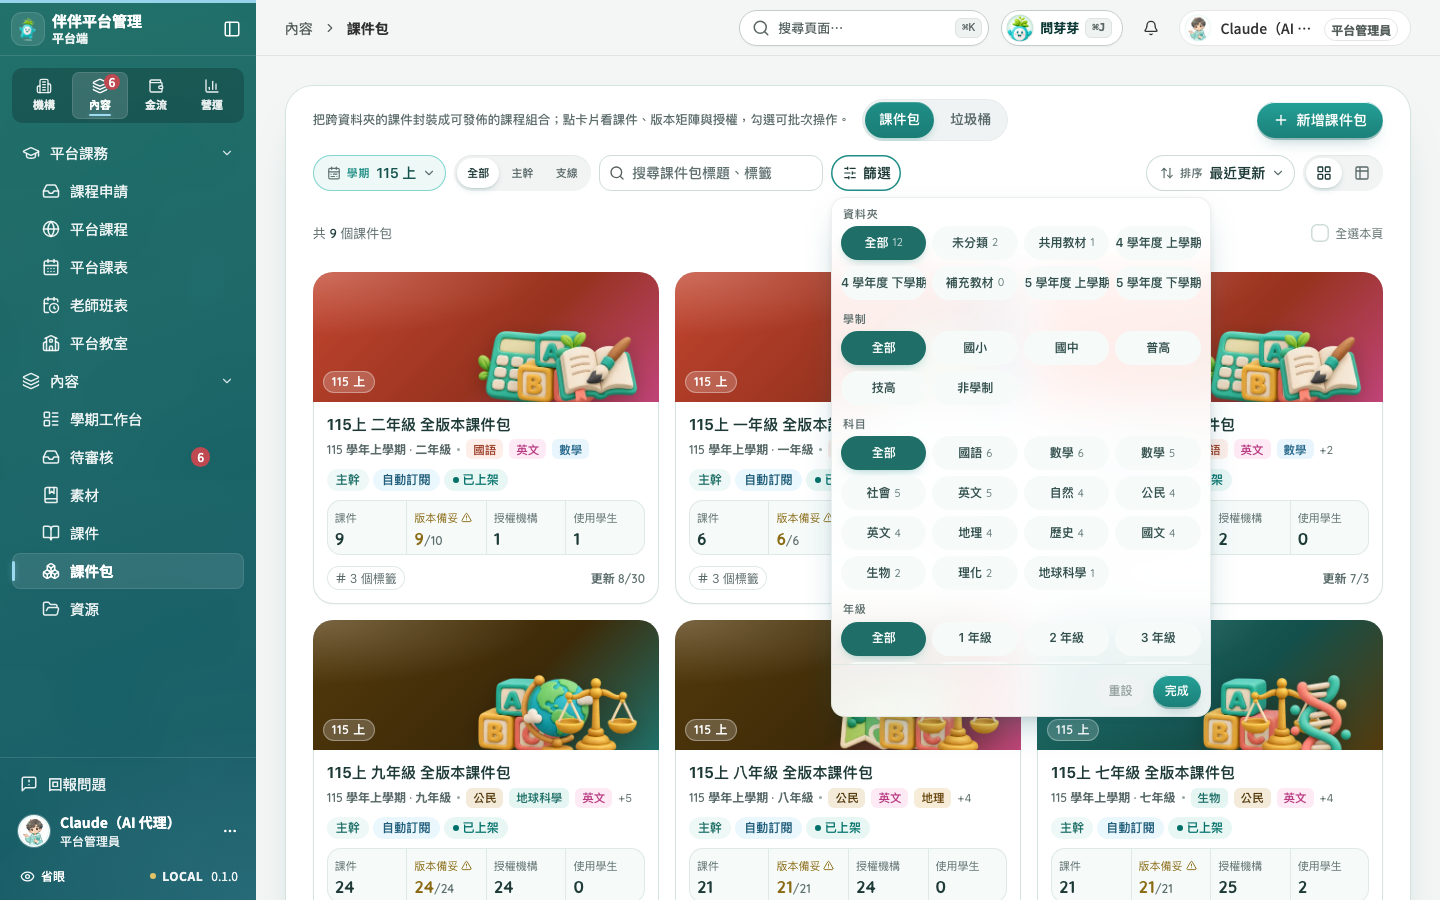 伴伴平台管理
平台端
機構
內容
6
金流
營運
平台課務
課程申請
平台課程
平台課表
老師班表
平台教室
內容
學期工作台
待審核
6
素材
課件
課件包
資源
回報問題
Claude（AI 代理）
平台管理員
省眼
LOCAL 0.1.0
內容
課件包
搜尋頁面…
⌘K
問芽芽
⌘J
Claude（AI …
平台管理員
把跨資料夾的課件封裝成可發佈的課程組合；點卡片看課件、版本矩陣與授權，勾選可批次操作。
課件包
垃圾桶
新增課件包
學期 115 上
全部
主幹
支線
搜尋課件包標題、標籤
篩選
排序 最近更新
共 9 個課件包
全選本頁
資料夾
全部 12
未分類 2
共用教材 1
4 學年度 上學期
4 學年度 下學期
補充教材 0
5 學年度 上學期
5 學年度 下學期
學制
全部
國小
國中
普高
技高
非學制
科目
全部
國語 6
數學 6
數學 5
社會 5
英文 5
自然 4
公民 4
英文 4
地理 4
歷史 4
國文 4
生物 2
理化 2
地球科學 1
年級
全部
1 年級
2 年級
3 年級
重設
完成
115 上
115上 二年級 全版本課件包
115 學年上學期 · 二年級 • 國語 英文 數學
主幹 自動訂閱 已上架
課件 版本備妥 授權機構 使用學生
9 9/10 1 1
# 3 個標籤
更新 8/30
115 上
115上 一年級 全版本
115 學年上學期 · 一年級 •
主幹 自動訂閱
課件 版本備妥
6 6/6
# 3 個標籤
件包
英文 數學 +2
授權機構 使用學生
2 0
更新 7/3
115 上
115上 九年級 全版本課件包
115 學年上學期 · 九年級 • 公民 地球科學 英文 +5
主幹 自動訂閱 已上架
課件 版本備妥 授權機構 使用學生
24 24/24 24 0
115 上
115上 八年級 全版本課件包
115 學年上學期 · 八年級 • 公民 英文 地理 +4
主幹 自動訂閱 已上架
課件 版本備妥 授權機構 使用學生
21 21/21 24 0
115 上
115上 七年級 全版本課件包
115 學年上學期 · 七年級 • 生物 公民 英文 +4
主幹 自動訂閱 已上架
課件 版本備妥 授權機構 使用學生
21 21/21 25 2